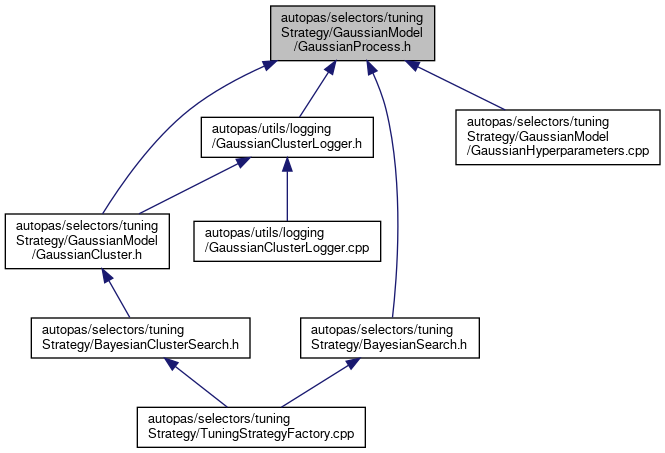 autopas/selectors/tuning
Strategy/GaussianModel
/GaussianProcess.h
autopas/utils/logging
/GaussianClusterLogger.h
autopas/selectors/tuning
Strategy/GaussianModel
/GaussianHyperparameters.cpp
autopas/selectors/tuning
Strategy/GaussianModel
/GaussianCluster.h
autopas/utils/logging
/GaussianClusterLogger.cpp
autopas/selectors/tuning
Strategy/BayesianClusterSearch.h
autopas/selectors/tuning
Strategy/BayesianSearch.h
autopas/selectors/tuning
Strategy/TuningStrategyFactory.cpp